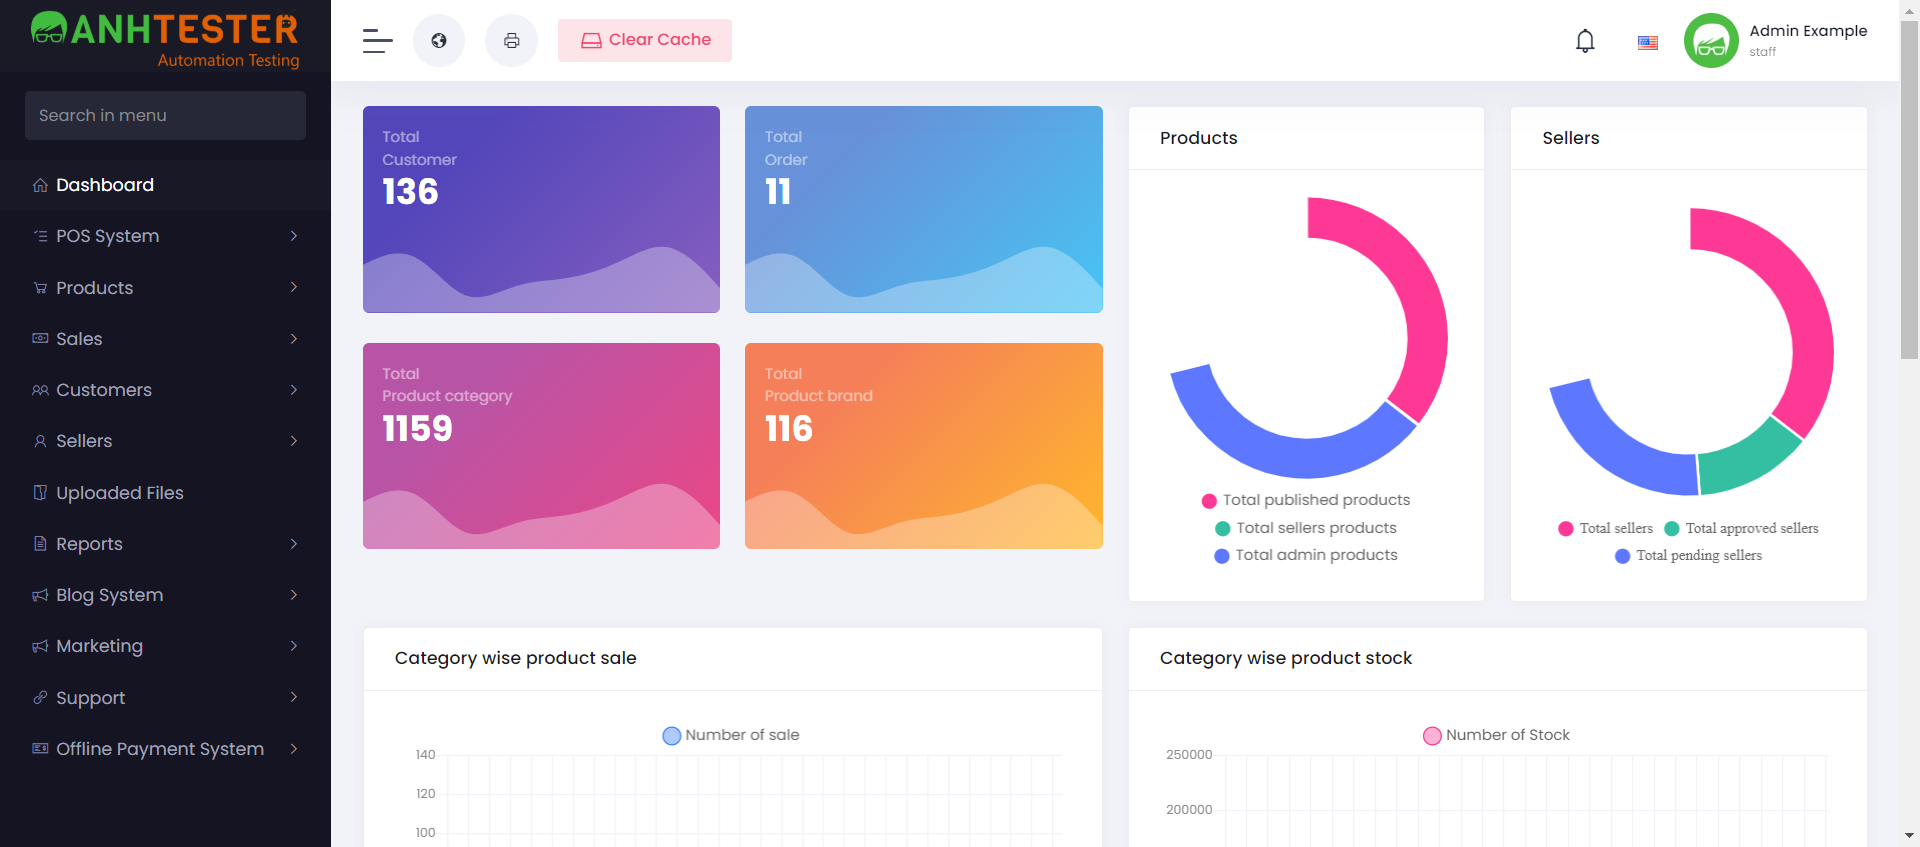 ANHTESTER
Automation Testing
Search in menu
Dashboard
POS System
Products
Sales
Customers
Sellers
Uploaded Files
Reports
Blog System
Marketing
Support
Offline Payment System
Clear Cache
Admin Example
staff
Total
Customer
136
Total
Order
11
Total
Product category
1159
Total
Product brand
116
Products
Total published products
Total sellers products
Total admin products
Sellers
Total sellers Total approved sellers
Total pending sellers
Category wise product sale
Number of sale
140
120
100
Category wise product stock
Number of Stock
250000
200000